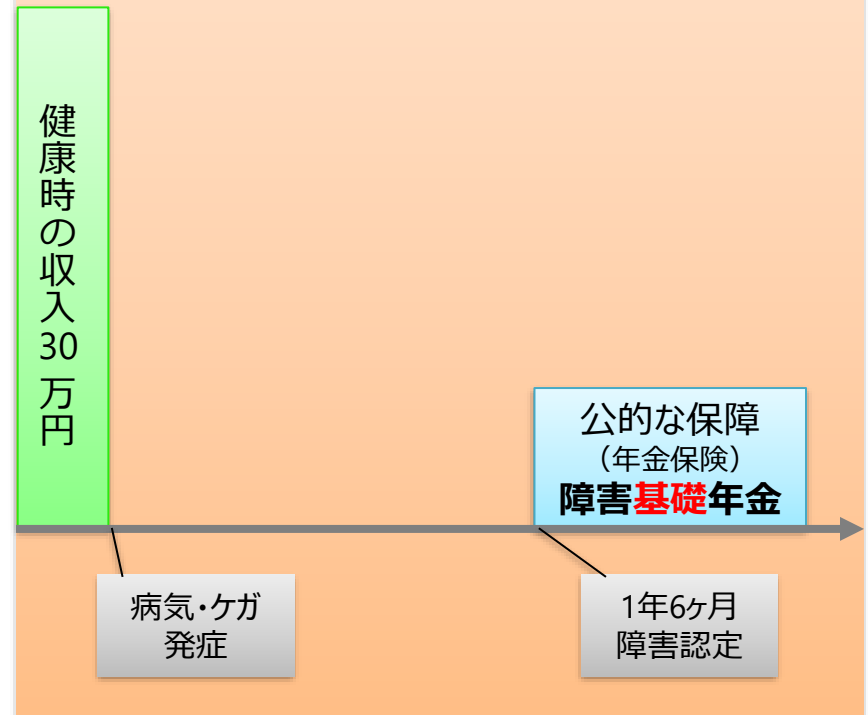 健康時の収入30万円
公的な保障
（年金保険）
障害基礎年金
病気・ケガ
発症
1年6ヶ月
障害認定